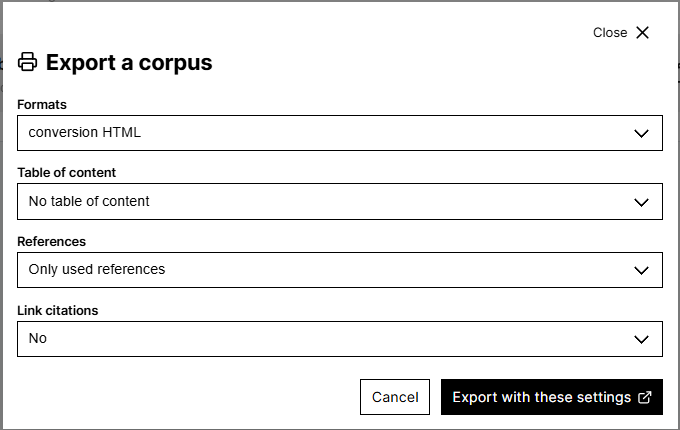 Close
Export a corpus
Formats
conversion HTML
Table of content
No table of content
References
Only used references
Link citations
No
Cancel
Export with these settings